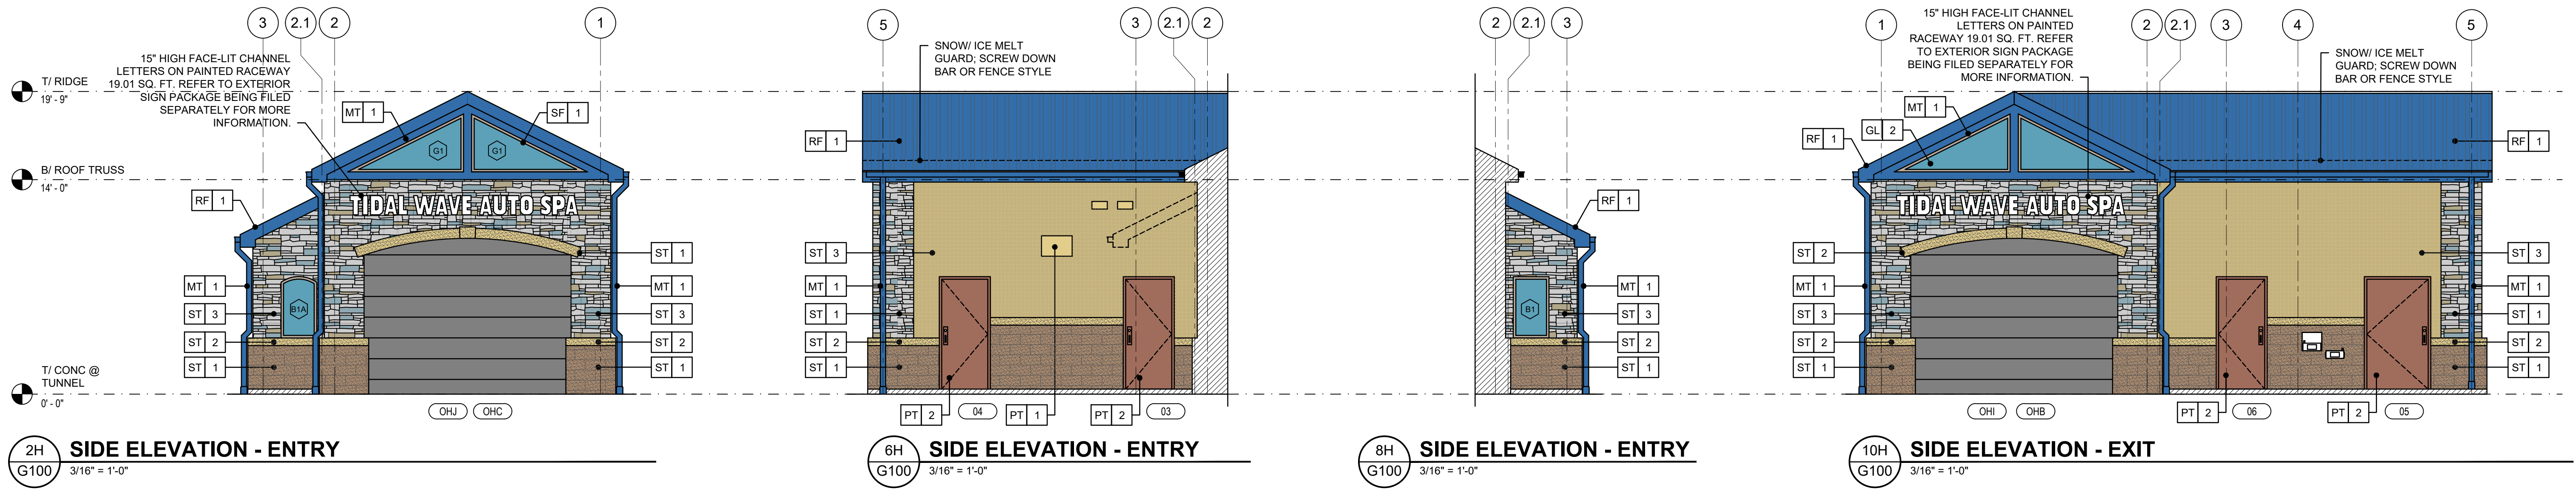 3
2.1
2
1
15" HIGH FACE-LIT CHANNEL
LETTERS ON PAINTED RACEWAY
19.01 SQ. FT. REFER TO EXTERIOR
SIGN PACKAGE BEING FILED
SEPARATELY FOR MORE
INFORMATION.
T/ RIDGE
19' - 9"
B/ ROOF TRUSS
14' - 0"
T/ CONC @
TUNNEL
0' - 0"
MT 1
SF 1
G1
G1
RF 1
TIDAL WAVE AUTO SPA
B1A
MT 1
ST 3
ST 2
ST 1
ST 1
MT 1
ST 3
ST 2
ST 1
OHJ
OHC
2H
G100
SIDE ELEVATION - ENTRY
3/16" = 1'-0"
5
3
2.1
2
SNOW/ ICE MELT
GUARD; SCREW DOWN
BAR OR FENCE STYLE
RF 1
ST 3
MT 1
ST 1
ST 2
ST 1
PT 2
04
PT 1
PT 2
03
6H
G100
SIDE ELEVATION - ENTRY
3/16" = 1'-0"
2
2.1
3
RF 1
B1
MT 1
ST 3
ST 2
ST 1
8H
G100
SIDE ELEVATION - ENTRY
3/16" = 1'-0"
1
2
2.1
3
4
5
15" HIGH FACE-LIT CHANNEL
LETTERS ON PAINTED
RACEWAY 19.01 SQ. FT. REFER
TO EXTERIOR SIGN PACKAGE
BEING FILED SEPARATELY FOR
MORE INFORMATION.
SNOW/ ICE MELT
GUARD; SCREW DOWN
BAR OR FENCE STYLE
MT 1
GL 2
RF 1
RF 1
TIDAL WAVE AUTO SPA
ST 2
MT 1
ST 3
ST 2
ST 1
ST 3
MT 1
ST 1
ST 2
ST 1
OHI
OHB
PT 2
06
PT 2
05
10H
G100
SIDE ELEVATION - EXIT
3/16" = 1'-0"